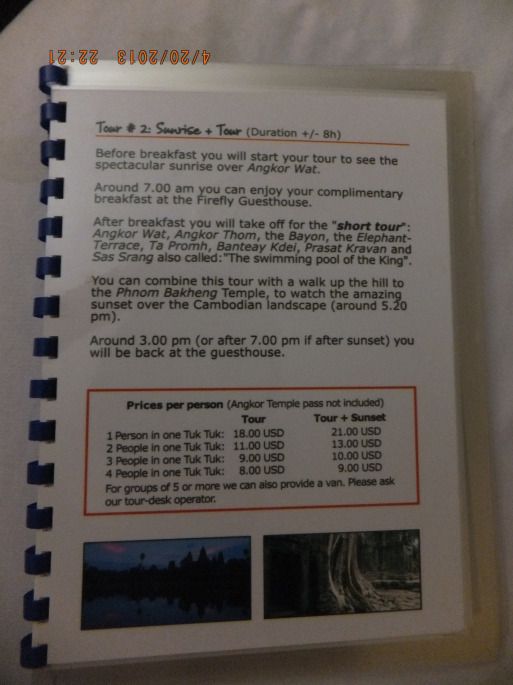 4/20/2013 22:21
Tour # 2: Sunrise + Tour (Duration +/- 8h)
Before breakfast you will start your tour to see the
spectacular sunrise over Angkor Wat.
Around 7.00 am you can enjoy your complimentary
breakfast at the Firefly Guesthouse.
After breakfast you will take off for the "short tour":
Angkor Wat, Angkor Thom, the Bayon, the Elephant-
Terrace, Ta Promh, Banteay Kdei, Prasat Kravan and
Sas Srang also called:"The swimming pool of the King".
You can combine this tour with a walk up the hill to
the Phnom Bakheng Temple, to watch the amazing
sunset over the Cambodian landscape (around 5.20
pm).
Around 3.00 pm (or after 7.00 pm if after sunset) you
will be back at the guesthouse.
Prices per person (Angkor Temple pass not included)
Tour Tour + Sunset
1 Person in one Tuk Tuk: 18.00 USD 21.00 USD
2 People in one Tuk Tuk: 11.00 USD 13.00 USD
3 People in one Tuk Tuk: 9.00 USD 10.00 USD
4 People in one Tuk Tuk: 8.00 USD 9.00 USD
For groups of 5 or more we can also provide a van. Please ask
our tour-desk operator.